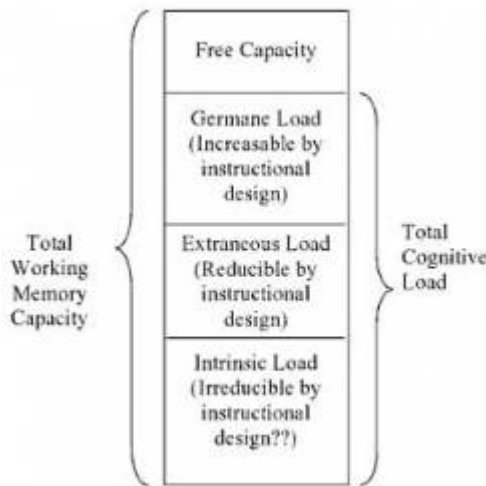 Free Capacity
Germane Load
(Increasable by
instructional
design)
Extraneous Load
(Reducible by
instructional
design)
Intrinsic Load
(Irreducible by
instructional
design??)
Total
Working
Memory
Capacity
Total
Cognitive
Load